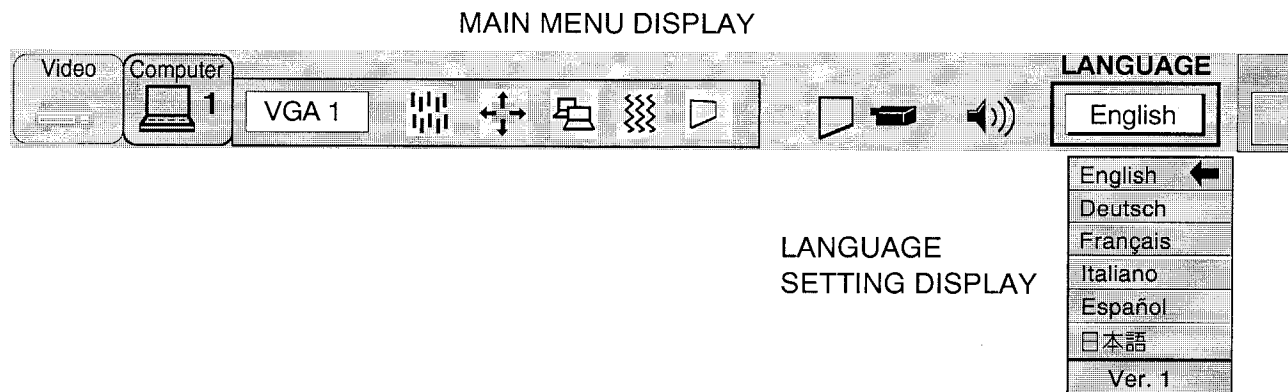 MAIN MENU DISPLAY
Video
Computer
1
VGA 1
LANGUAGE
English
English
Deutsch
Français
Italiano
Español
日本語
Ver. 1
LANGUAGE
SETTING DISPLAY